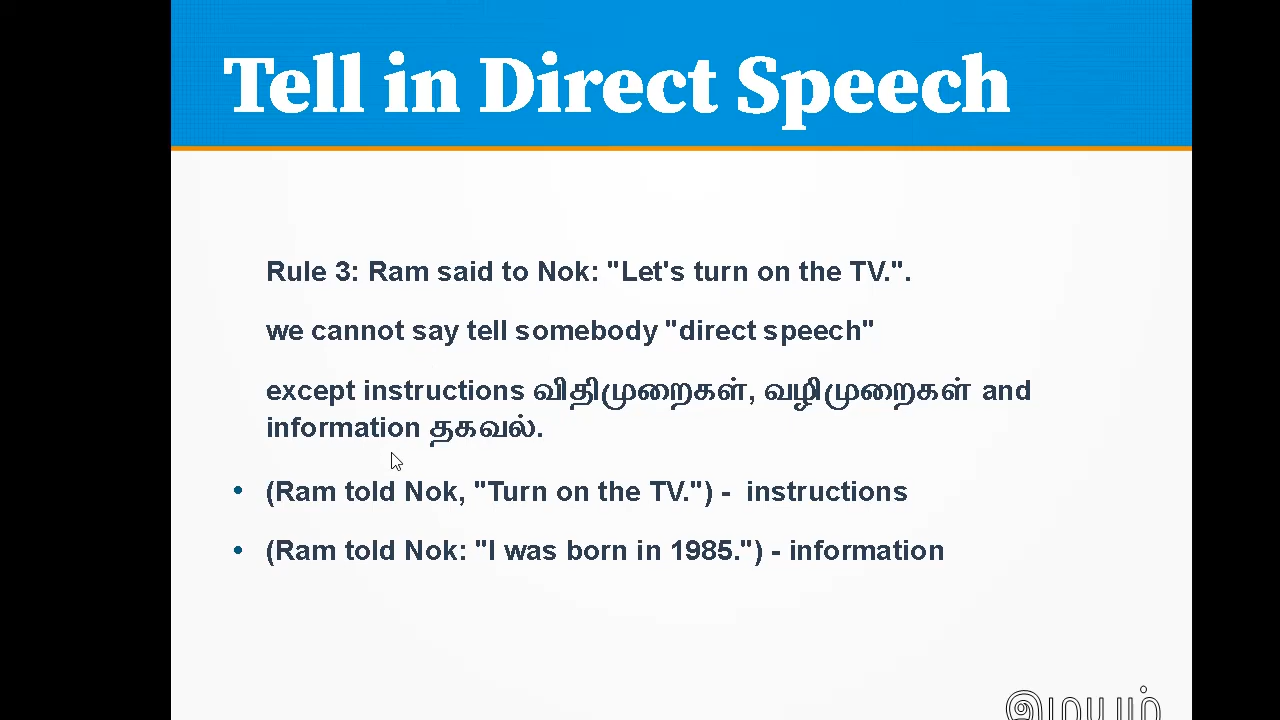 Tell in Direct Speech
Rule 3: Ram said to Nok: "Let's turn on the TV.".
we cannot say tell somebody "direct speech"
except instructions விதிமுறைகள், வழிமுறைகள் and
information தகவல்.
• (Ram told Nok, "Turn on the TV.") - instructions
• (Ram told Nok: "I was born in 1985.") - information
இமயம்